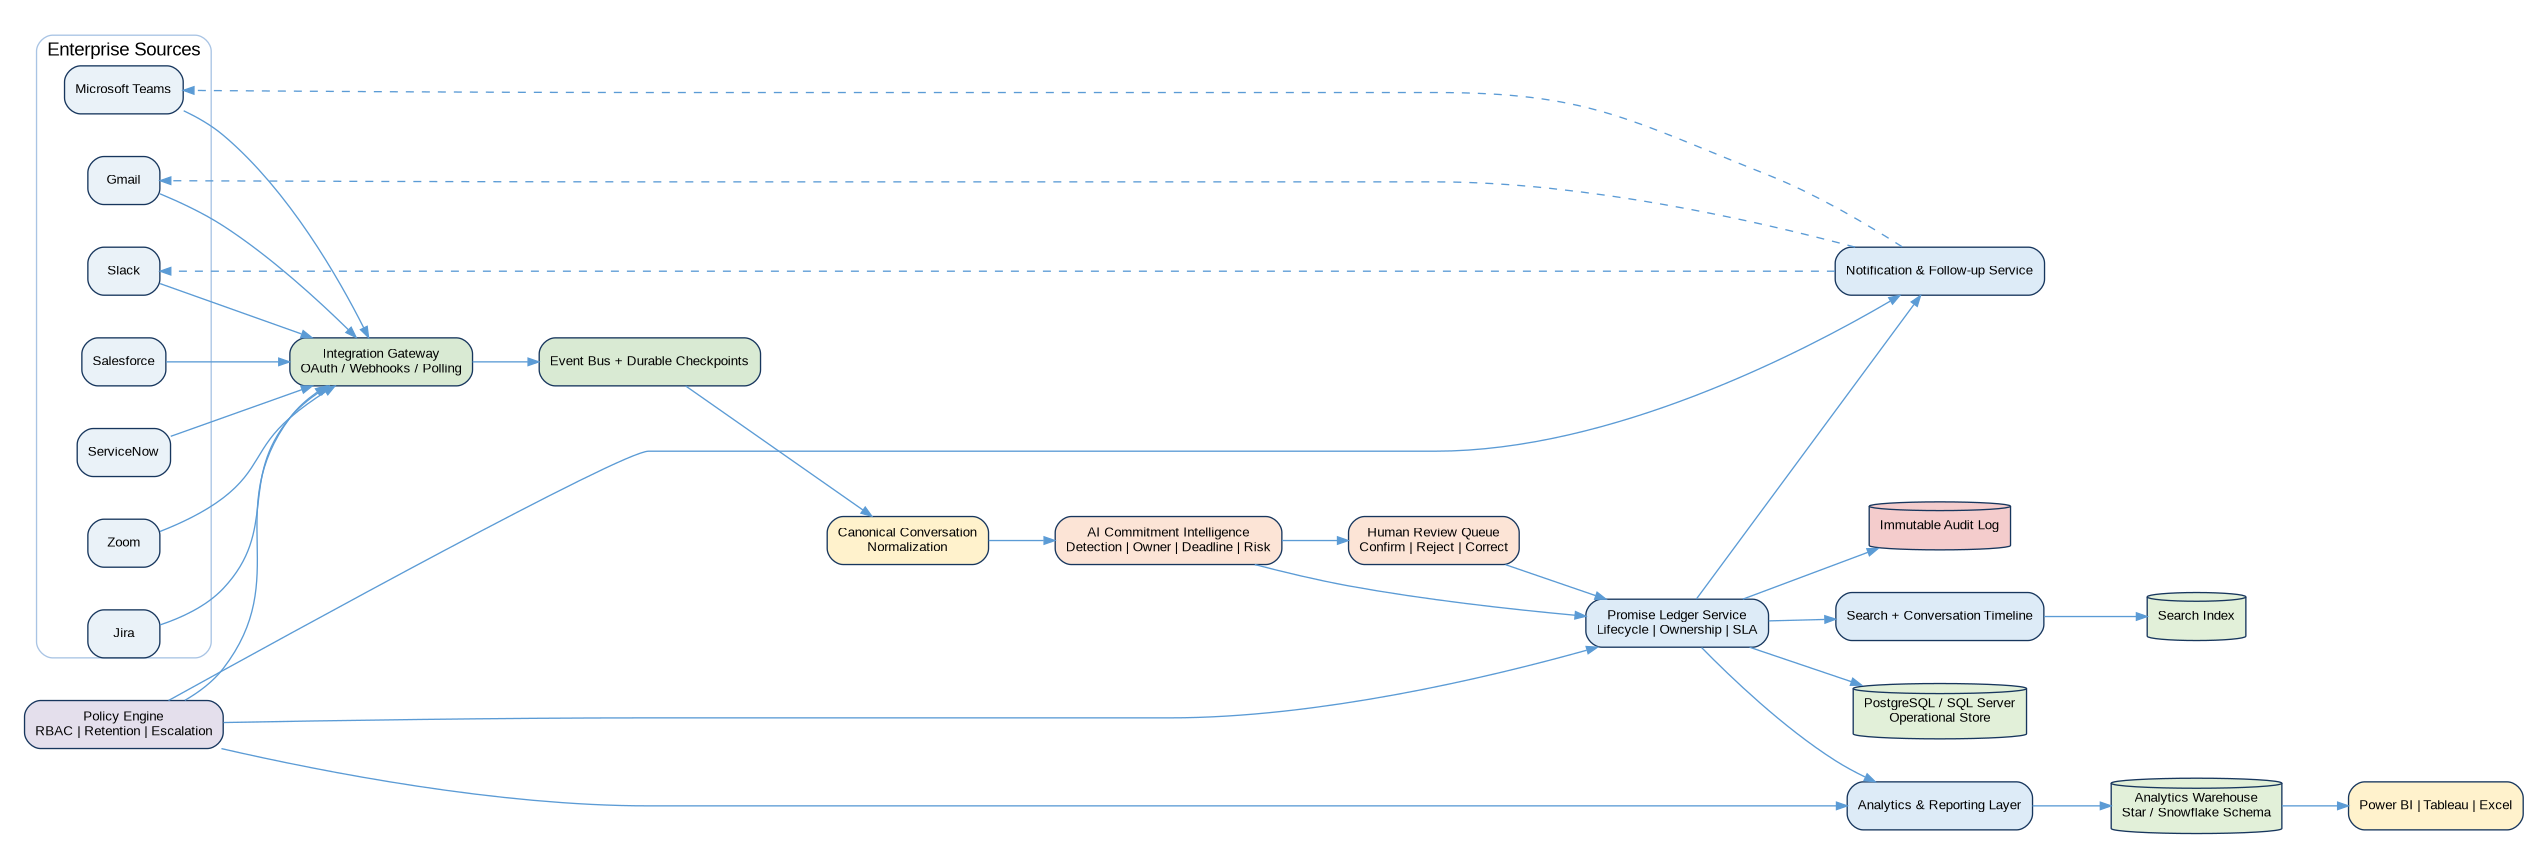 Enterprise Sources
Microsoft Teams
Gmail
Slack
Salesforce
ServiceNow
Zoom
Jira
Policy Engine
RBAC | Retention | Escalation
Integration Gateway
OAuth / Webhooks / Polling
Event Bus + Durable Checkpoints
Canonical Conversation
Normalization
AI Commitment Intelligence
Detection | Owner | Deadline | Risk
Human Review Queue
Confirm | Reject | Correct
Promise Ledger Service
Lifecycle | Ownership | SLA
Notification & Follow-up Service
Immutable Audit Log
Search + Conversation Timeline
Search Index
PostgreSQL / SQL Server
Operational Store
Analytics & Reporting Layer
Analytics Warehouse
Star / Snowflake Schema
Power BI | Tableau | Excel